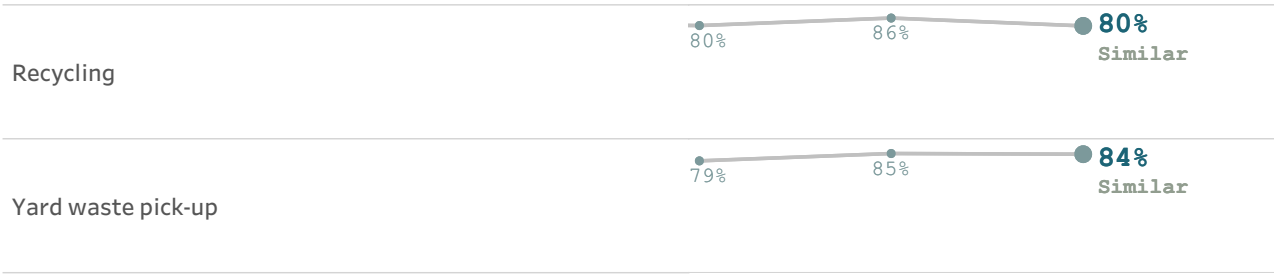 80%
86%
80%
Similar
Recycling
79%
85%
84%
Similar
Yard waste pick-up